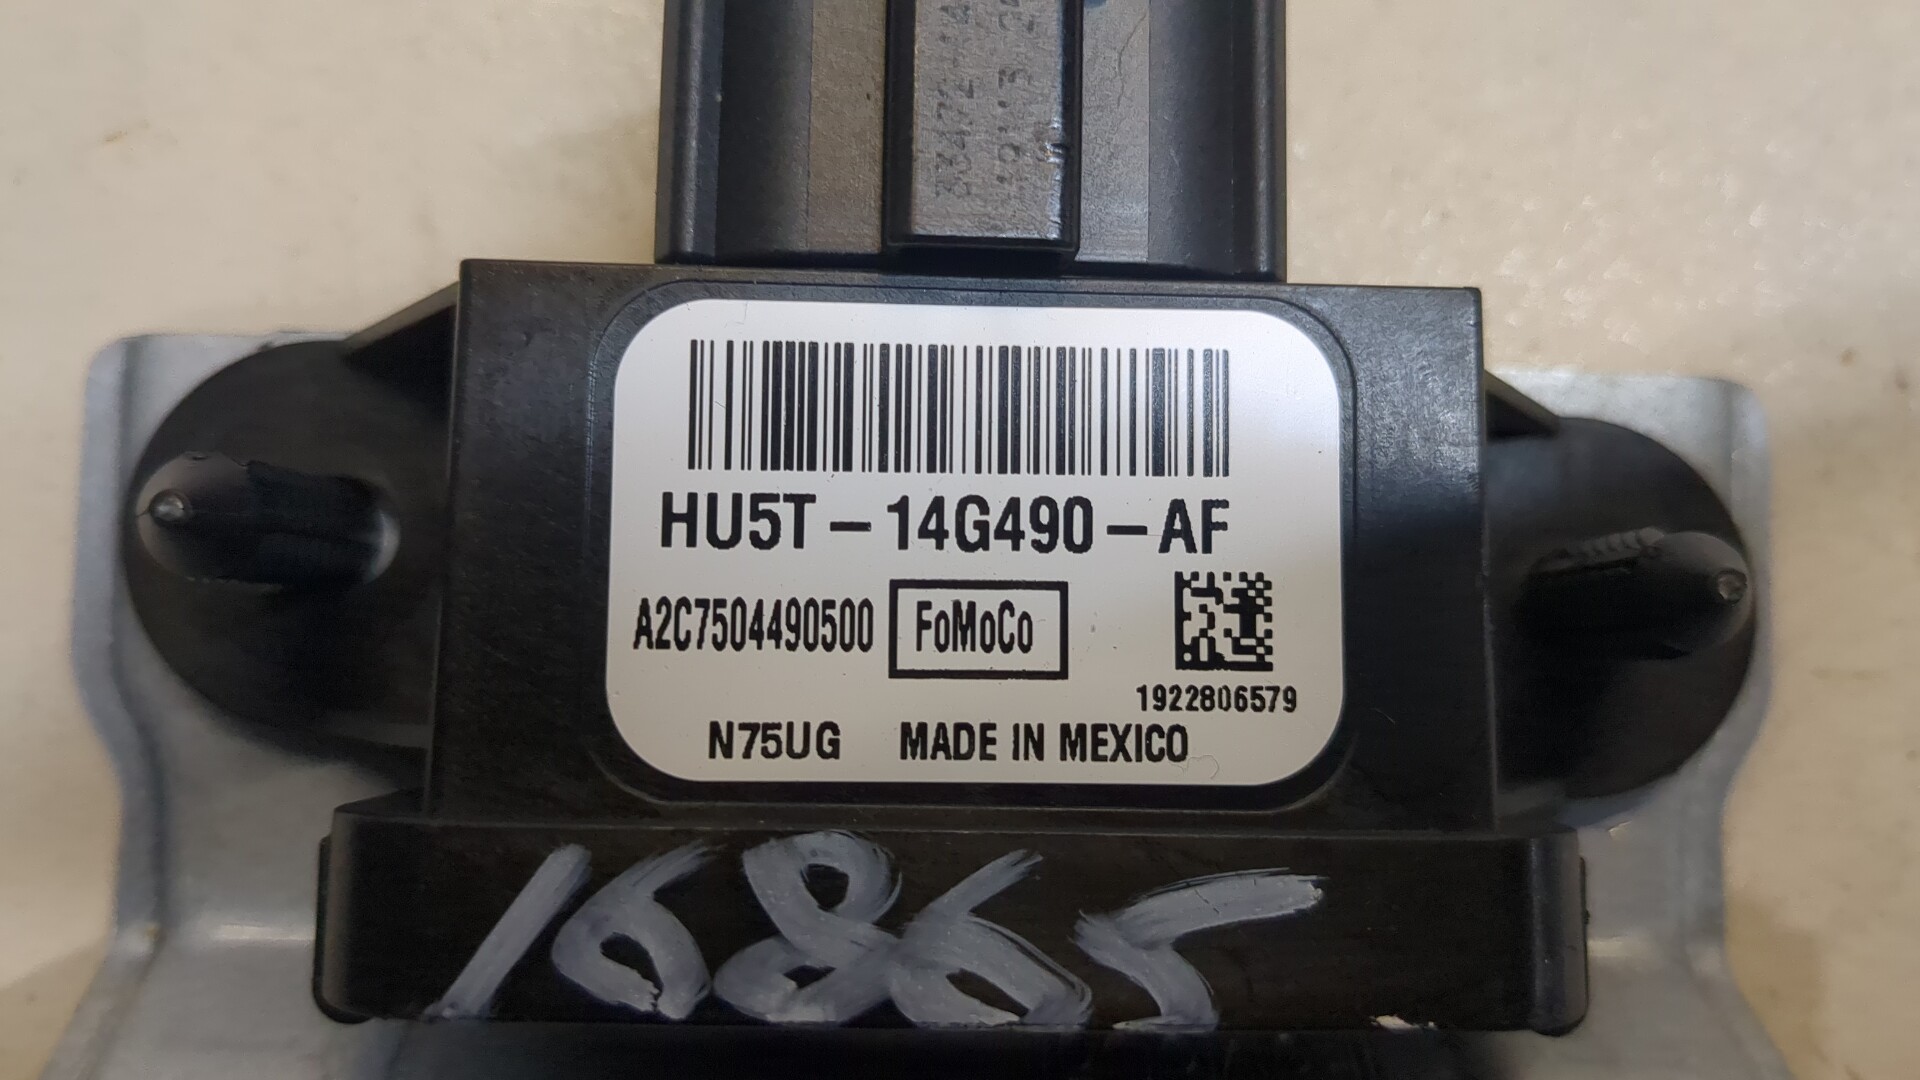 HU5T-14G490-AF
A2C7504490500 FoMoCo
1922806579
N75UG MADE IN MEXICO
16865